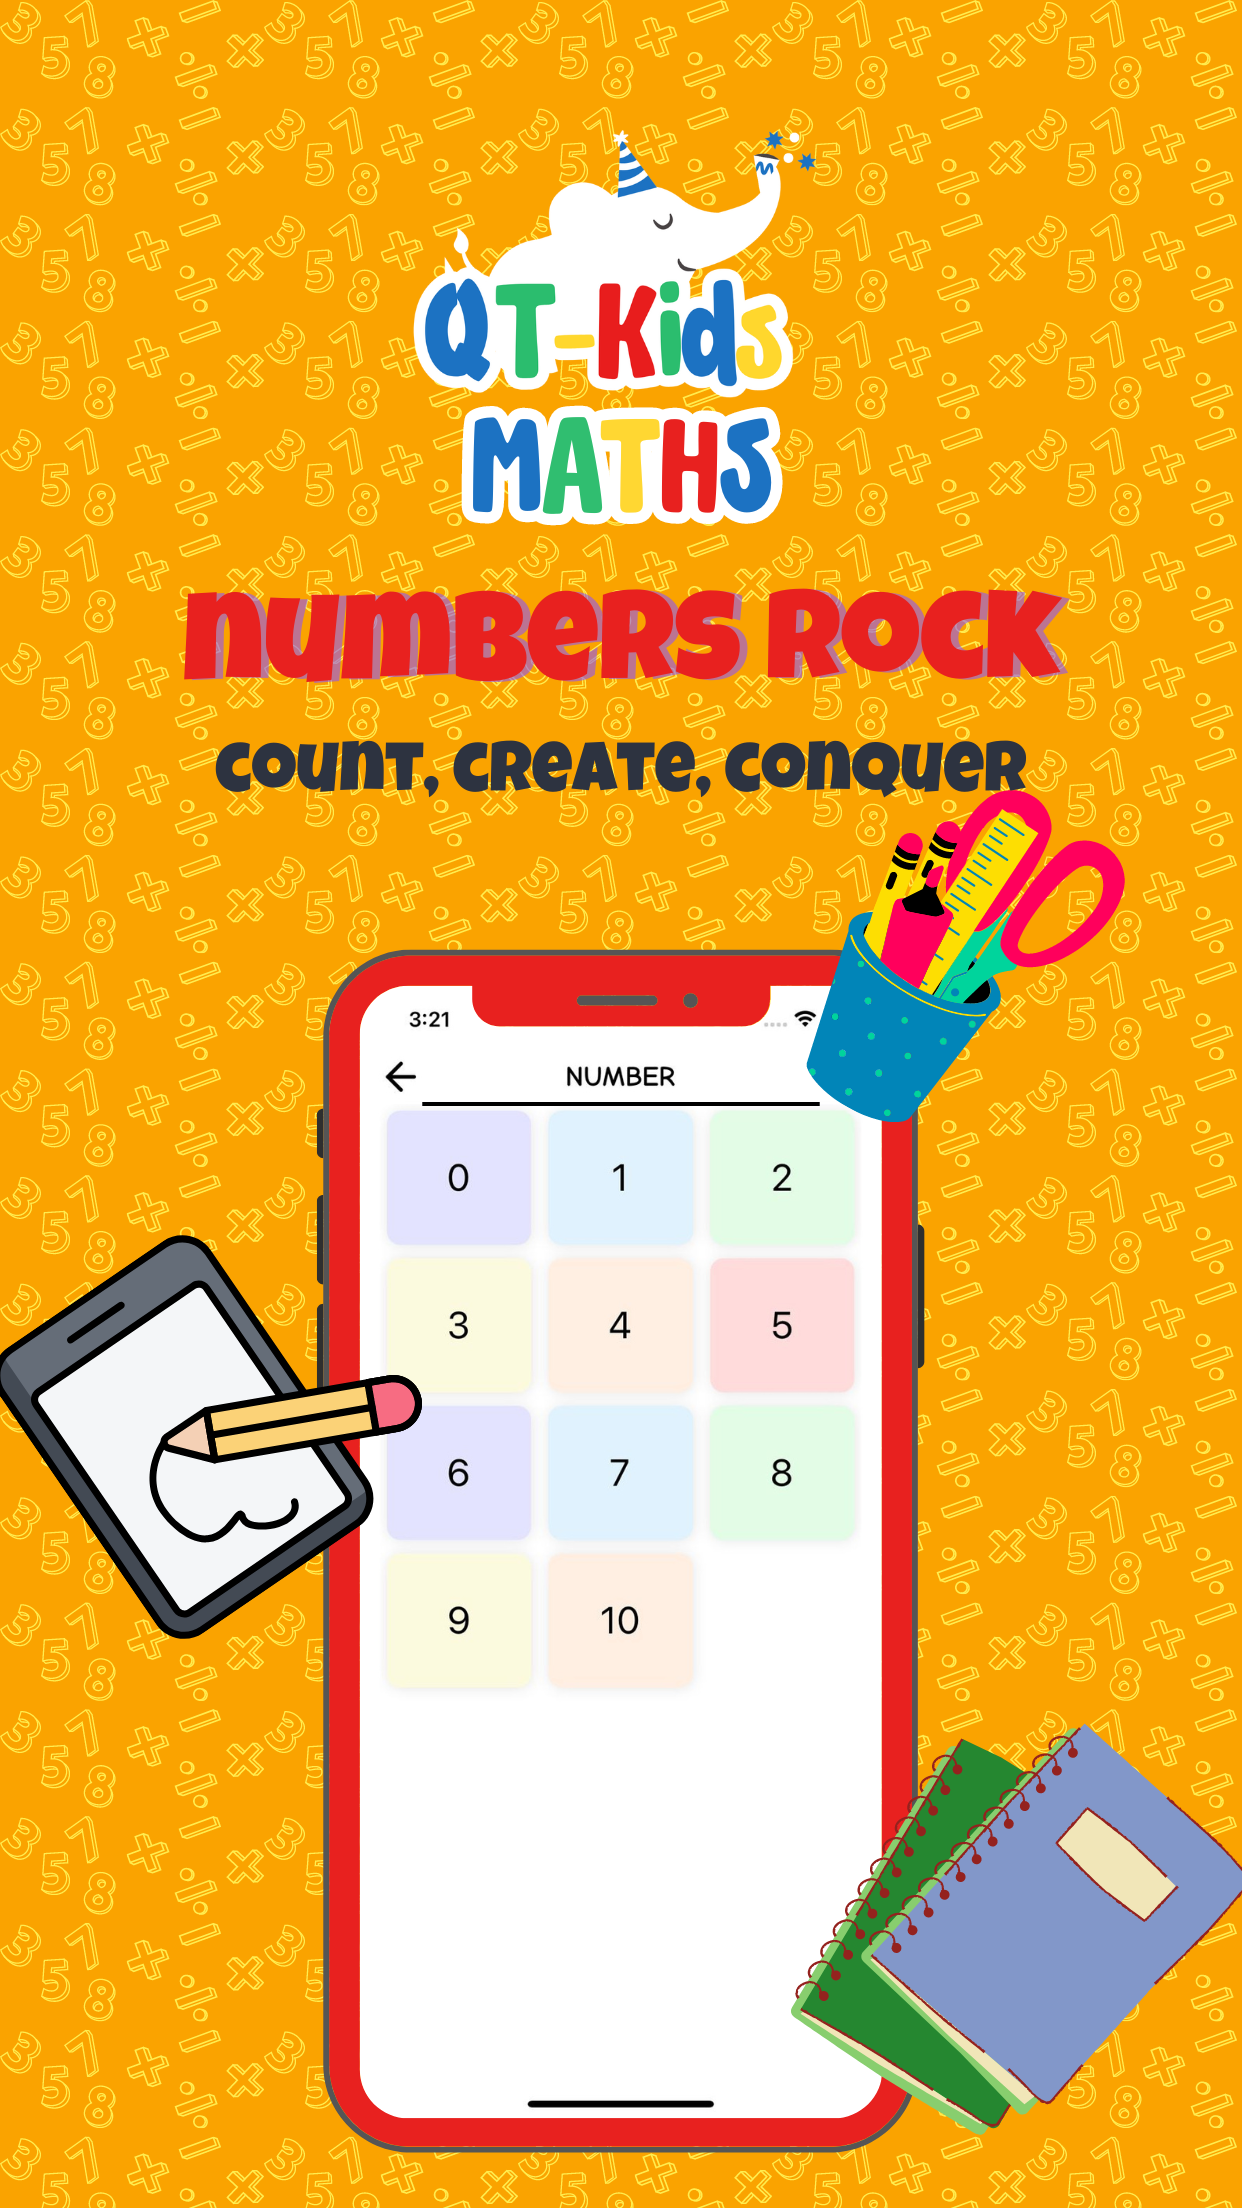 QT-Kids
MATHS
numBeRS ROCK
COunT, CReATe, COnQueR
3:21
NUMBER
0 1 2
3 4 5
6 7 8
9 10